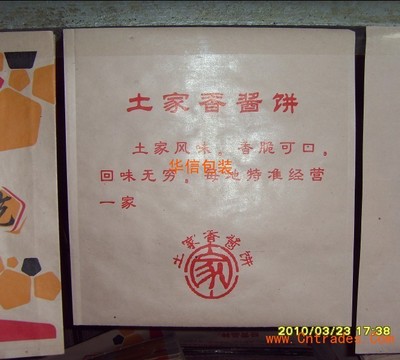 土家香酱饼
土家风味，香脆可口，
华信包装
回味无穷。每地特准经营
一家
土家香酱饼
家
吃
2010/03/23 17:38
www.Cntrades.com